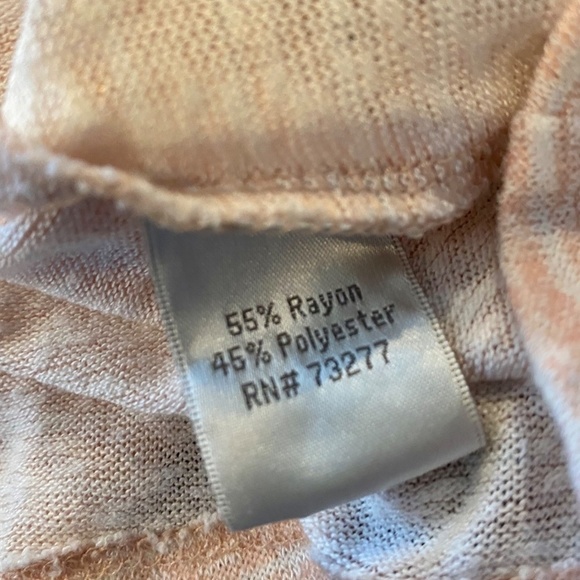 55% Rayon
45% Polyester
RN# 73277